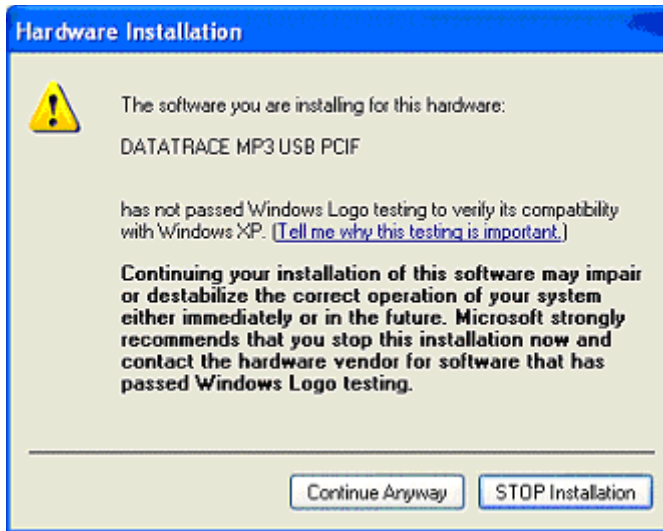 Hardware Installation
The software you are installing for this hardware:
DATATRACE MP3 USB PCIF
has not passed Windows Logo testing to verify its compatibility
with Windows XP. (Tell me why this testing is important.)
Continuing your installation of this software may impair
or destabilize the correct operation of your system
either immediately or in the future. Microsoft strongly
recommends that you stop this installation now and
contact the hardware vendor for software that has
passed Windows Logo testing.
Continue Anyway
STOP Installation